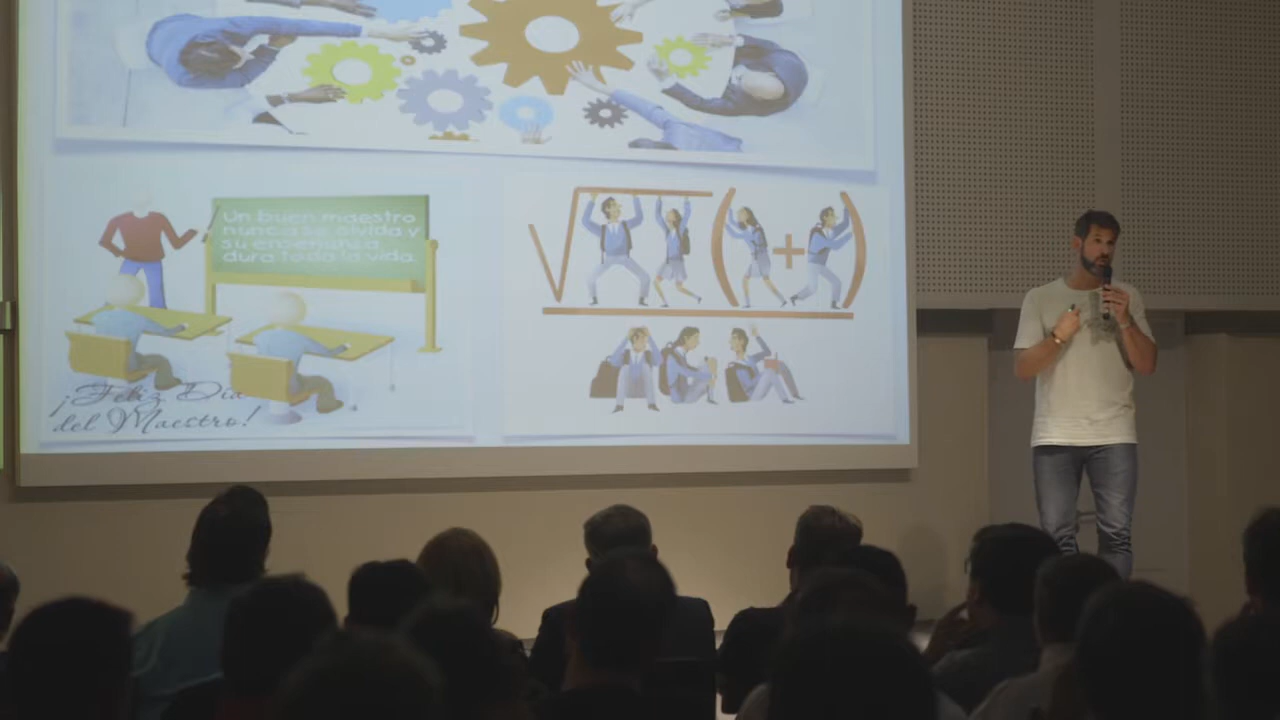 Un buen maestro
nunca se olvida y
su enseñanza
dura toda la vida.
¡Feliz Día
del Maestro!
+